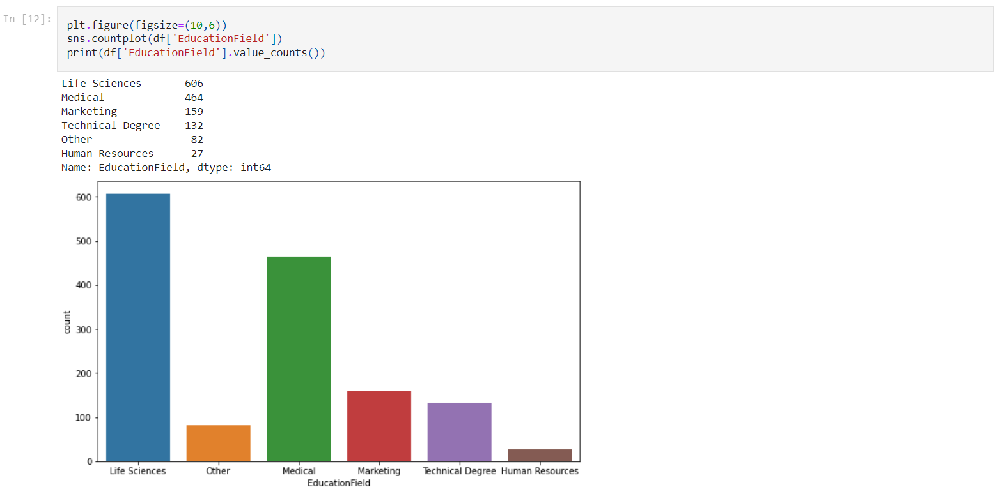 In [12]:
plt.figure(figsize=(10,6))
sns.countplot(df['EducationField'])
print(df['EducationField'].value_counts())
Life Sciences       606
Medical             464
Marketing           159
Technical Degree    132
Other                82
Human Resources      27
Name: EducationField, dtype: int64
600
500
400
300
200
100
0
count
Life Sciences Other Medical Marketing Technical Degree Human Resources
EducationField